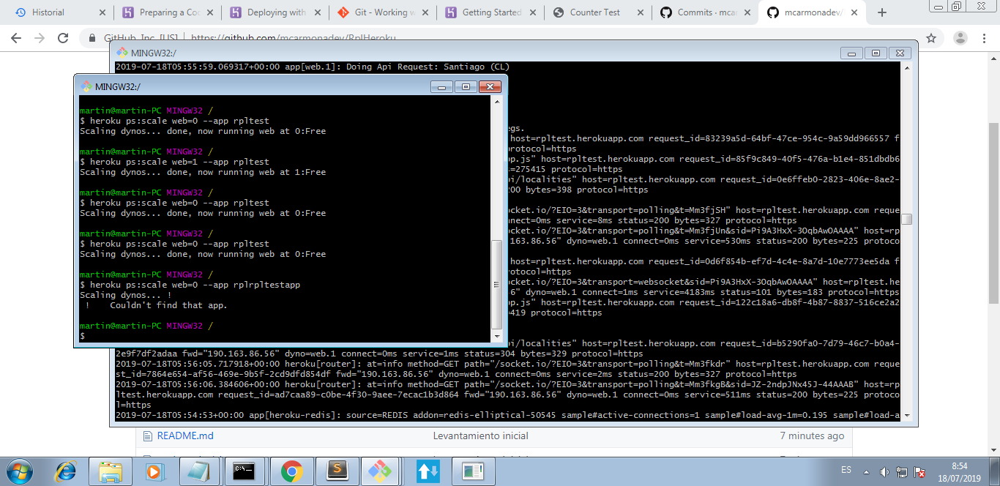 Historial
Preparing a Co
Deploying with
Git - Working w
Getting Started
Counter Test
Commits · mcar
mcarmonadev/
GitHub, Inc. [US] | https://github.com/mcarmonadev/RplHeroku
MINGW32:/
2019-07-18T05:55:59.069317+00:00 app[web.1]: Doing Api Request: Santiago (CL)
MINGW32:/
martin@martin-PC MINGW32 /
$ heroku ps:scale web=0 --app rpltest
Scaling dynos... done, now running web at 0:Free
martin@martin-PC MINGW32 /
$ heroku ps:scale web=1 --app rpltest
Scaling dynos... done, now running web at 1:Free
martin@martin-PC MINGW32 /
$ heroku ps:scale web=0 --app rpltest
Scaling dynos... done, now running web at 0:Free
martin@martin-PC MINGW32 /
$ heroku ps:scale web=0 --app rpltest
Scaling dynos... done, now running web at 0:Free
martin@martin-PC MINGW32 /
$ heroku ps:scale web=0 --app rplrpltestapp
Scaling dynos... !
!    Couldn't find that app.
martin@martin-PC MINGW32 /
$
egs.
host=rpltest.herokuapp.com request_id=83239a5d-64bf-47ce-954c-9a59dd966557 f
rotocol=https
pp.js" host=rpltest.herokuapp.com request_id=85f9c849-40f5-476a-b1e4-851dbdb6
=275415 protocol=https
pi/localities" host=rpltest.herokuapp.com request_id=0e6ffeb0-2823-406e-8ae2-
200 bytes=398 protocol=https
ocket.io/?EIO=3&transport=polling&t=Mm3fjSH" host=rpltest.herokuapp.com reque
nnect=0ms service=8ms status=200 bytes=327 protocol=https
ocket.io/?EIO=3&transport=polling&t=Mm3fjUn&sid=Pi9A3HxX-3OqbAwOAAAA" host=rp
163.86.56" dyno=web.1 connect=0ms service=530ms status=200 bytes=225 protoco
host=rpltest.herokuapp.com request_id=0d6f854b-ef7d-4c4e-8a7d-10e7773ee5da f
rotocol=https
ocket.io/?EIO=3&transport=websocket&sid=Pi9A3HxX-3OqbAwOAAAA" host=rpltest.he
6" dyno=web.1 connect=1ms service=4183ms status=101 bytes=183 protocol=https
pp.js" host=rpltest.herokuapp.com request_id=122c18a6-db8f-4b87-8837-516ce2a2
=419 protocol=https
pi/localities" host=rpltest.herokuapp.com request_id=b5290fa0-7d79-46c7-b0a4-
2e9f7df2adaa fwd="190.163.86.56" dyno=web.1 connect=0ms service=1ms status=304 bytes=329 protocol=https
2019-07-18T05:56:05.717918+00:00 heroku[router]: at=info method=GET path="/socket.io/?EIO=3&transport=polling&t=Mm3fkdr" host=rpltest.herokuapp.com reque
st_id=7864e654-af56-469e-9b5f-2cd9dfd854df fwd="190.163.86.56" dyno=web.1 connect=0ms service=2ms status=200 bytes=327 protocol=https
2019-07-18T05:56:06.384606+00:00 heroku[router]: at=info method=GET path="/socket.io/?EIO=3&transport=polling&t=Mm3fkgB&sid=JZ-2ndpJNx45J-44AAAB" host=rp
ltest.herokuapp.com request_id=ad7caa89-c0be-4f30-9aee-7ecac1b3d864 fwd="190.163.86.56" dyno=web.1 connect=0ms service=511ms status=200 bytes=225 protoco
l=https
2019-07-18T05:54:53+00:00 app[heroku-redis]: source=REDIS addon=redis-elliptical-50545 sample#active-connections=1 sample#load-avg-1m=0.195 sample#load-a
README.md
Levantamiento inicial
7 minutes ago
ES
8:54
18/07/2019